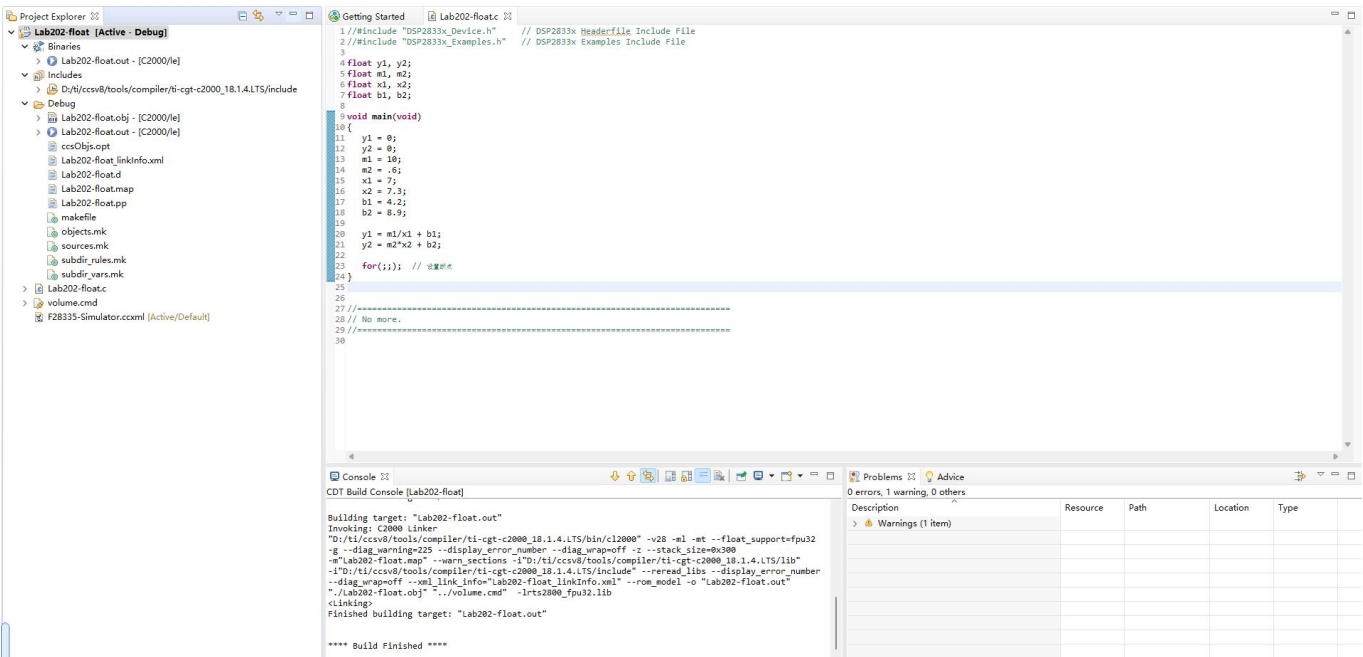 Project Explorer
Lab202-float [Active - Debug]
Binaries
Lab202-float.out - [C2000/le]
Includes
D:/ti/ccsv8/tools/compiler/ti-cgt-c2000_18.1.4.LTS/include
Debug
Lab202-float.obj - [C2000/le]
Lab202-float.out - [C2000/le]
ccsObjs.opt
Lab202-float_linkInfo.xml
Lab202-float.d
Lab202-float.map
Lab202-float.pp
makefile
objects.mk
sources.mk
subdir_rules.mk
subdir_vars.mk
Lab202-float.c
volume.cmd
F28335-Simulator.ccxml [Active/Default]
Getting Started
Lab202-float.c
1 //#include "DSP2833x_Device.h" // DSP2833x Headerfile Include File
2 //#include "DSP2833x_Examples.h" // DSP2833x Examples Include File
3
4 float y1, y2;
5 float m1, m2;
6 float x1, x2;
7 float b1, b2;
8
9 void main(void)
10 {
11 y1 = 0;
12 y2 = 0;
13 m1 = 10;
14 m2 = .6;
15 x1 = 7;
16 x2 = 7.3;
17 b1 = 4.2;
18 b2 = 8.9;
19
20 y1 = m1/x1 + b1;
21 y2 = m2*x2 + b2;
22
23 for(;;); // 设置断点
24 }
25
26
27 //===========================================================================
28 // No more.
29 //===========================================================================
30
Console
CDT Build Console [Lab202-float]
Building target: "Lab202-float.out"
Invoking: C2000 Linker
"D:/ti/ccsv8/tools/compiler/ti-cgt-c2000_18.1.4.LTS/bin/cl2000" -v28 -ml -mt --float_support=fpu32
-g --diag_warning=225 --display_error_number --diag_wrap=off -z --stack_size=0x300
-m"Lab202-float.map" --warn_sections -i"D:/ti/ccsv8/tools/compiler/ti-cgt-c2000_18.1.4.LTS/lib"
-i"D:/ti/ccsv8/tools/compiler/ti-cgt-c2000_18.1.4.LTS/include" --reread_libs --display_error_number
--diag_wrap=off --xml_link_info="Lab202-float_linkInfo.xml" --rom_model -o "Lab202-float.out"
"./Lab202-float.obj" "../volume.cmd" -lrts2800_fpu32.lib
<Linking>
Finished building target: "Lab202-float.out"
**** Build Finished ****
Problems
Advice
0 errors, 1 warning, 0 others
Description Resource Path Location Type
Warnings (1 item)